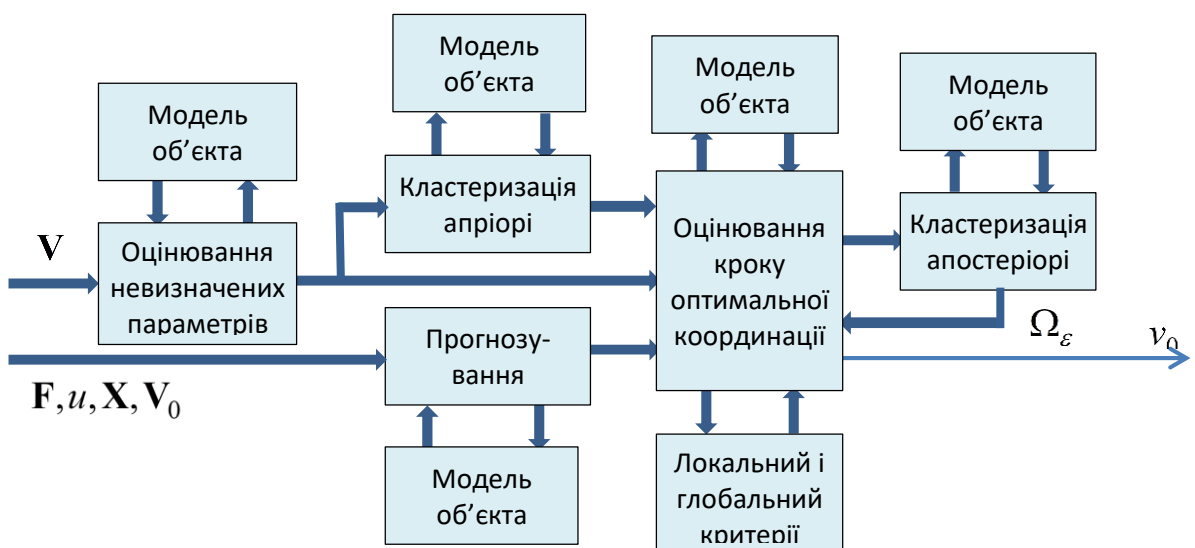 Модель
об’єкта
Модель
об’єкта
Модель
об’єкта
Модель
об’єкта
V
Оцінювання
невизначених
параметрів
Кластеризація
апріорі
Оцінювання
кроку
оптимальної
координації
Кластеризація
апостеріорі
Прогнозу-
вання
Ωε
v0
F,u,X,V0
Модель
об’єкта
Локальний і
глобальний
критерії